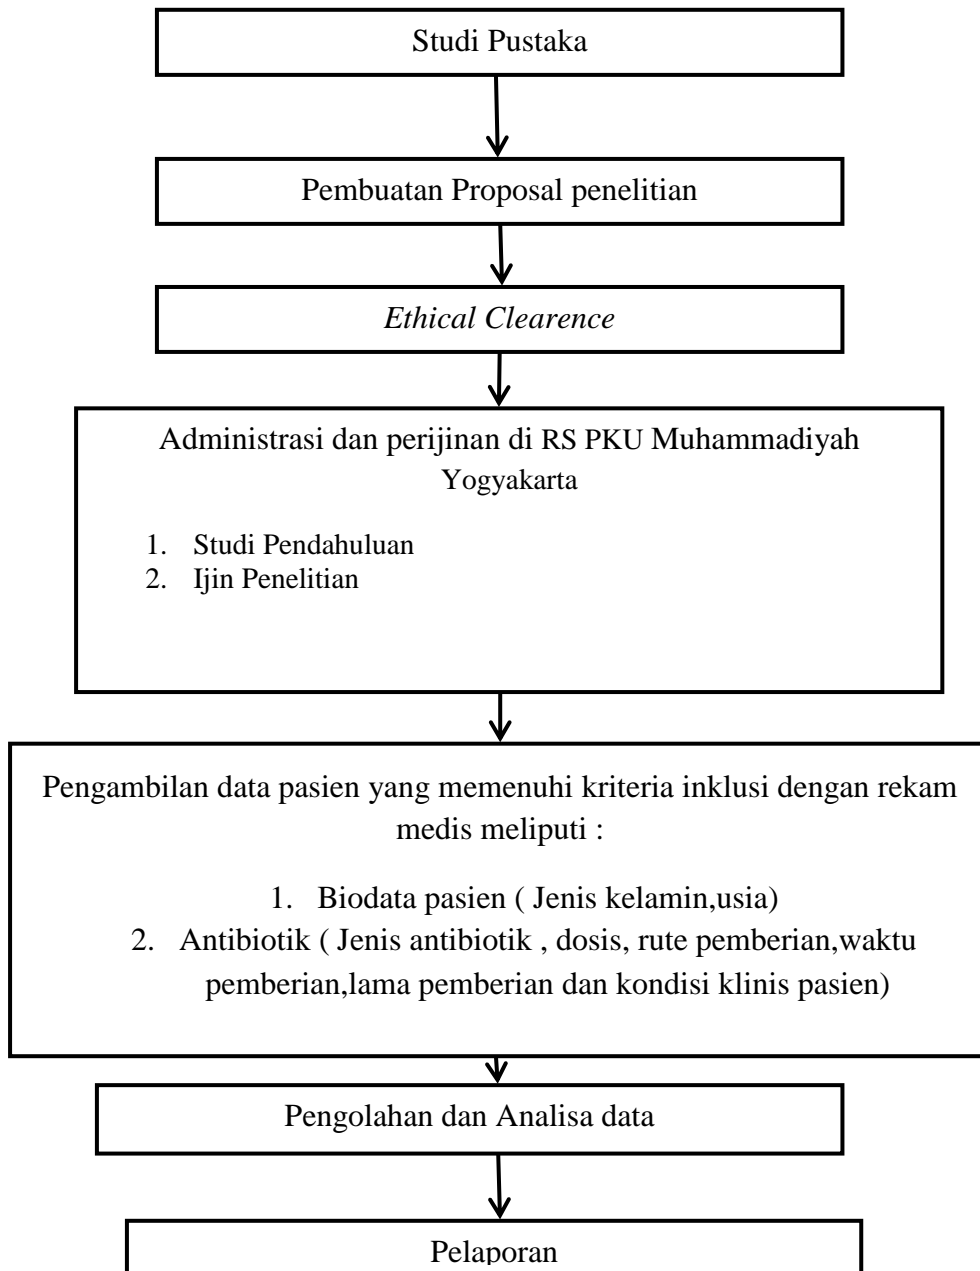 Studi Pustaka
Pembuatan Proposal penelitian
Ethical Clearence
Administrasi dan perijinan di RS PKU Muhammadiyah
Yogyakarta
1. Studi Pendahuluan
2. Ijin Penelitian
Pengambilan data pasien yang memenuhi kriteria inklusi dengan rekam
medis meliputi :
1. Biodata pasien ( Jenis kelamin,usia)
2. Antibiotik ( Jenis antibiotik , dosis, rute pemberian,waktu
pemberian,lama pemberian dan kondisi klinis pasien)
Pengolahan dan Analisa data
Pelaporan